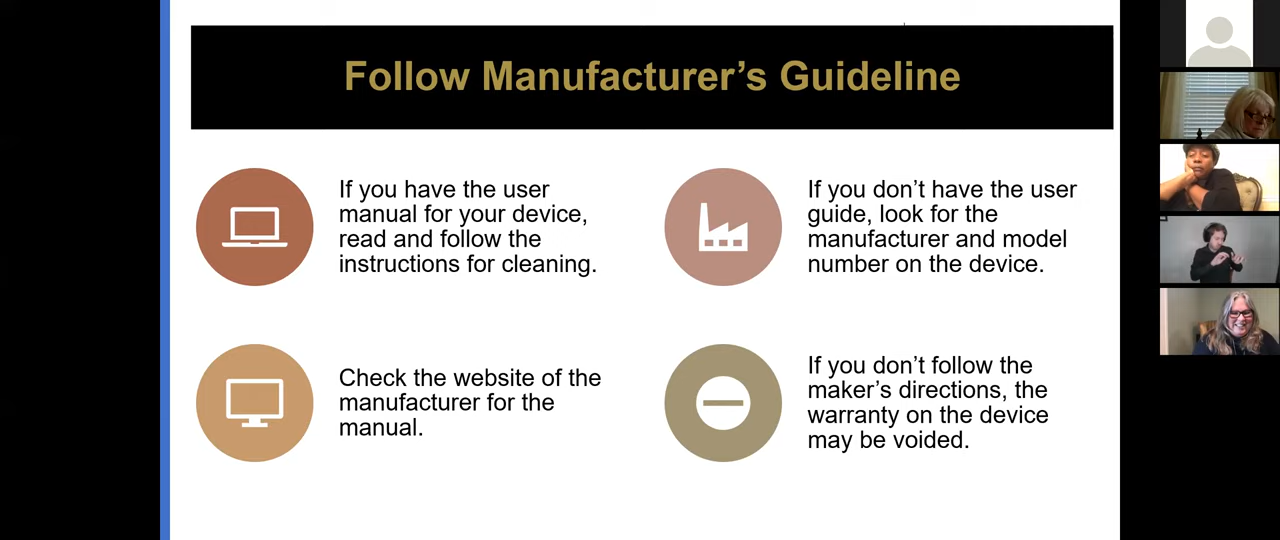 Follow Manufacturer’s Guideline
If you have the user
manual for your device,
read and follow the
instructions for cleaning.
If you don’t have the user
guide, look for the
manufacturer and model
number on the device.
Check the website of the
manufacturer for the
manual.
If you don’t follow the
maker’s directions, the
warranty on the device
may be voided.